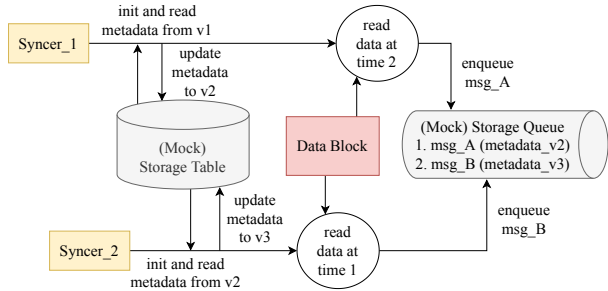 init and read
metadata from v1
Syncer_1
update
metadata
to v2
read
data at
time 2
enqueue
msg_A
(Mock)
Storage Table
Data Block
(Mock) Storage Queue
1. msg_A (metadata_v2)
2. msg_B (metadata_v3)
update
metadata
to v3
enqueue
msg_B
Syncer_2
init and read
metadata from v2
read
data at
time 1